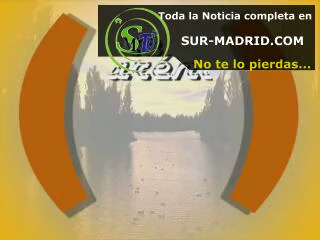 Toda la Noticia completa en
SUR-MADRID.COM
No te lo pierdas...